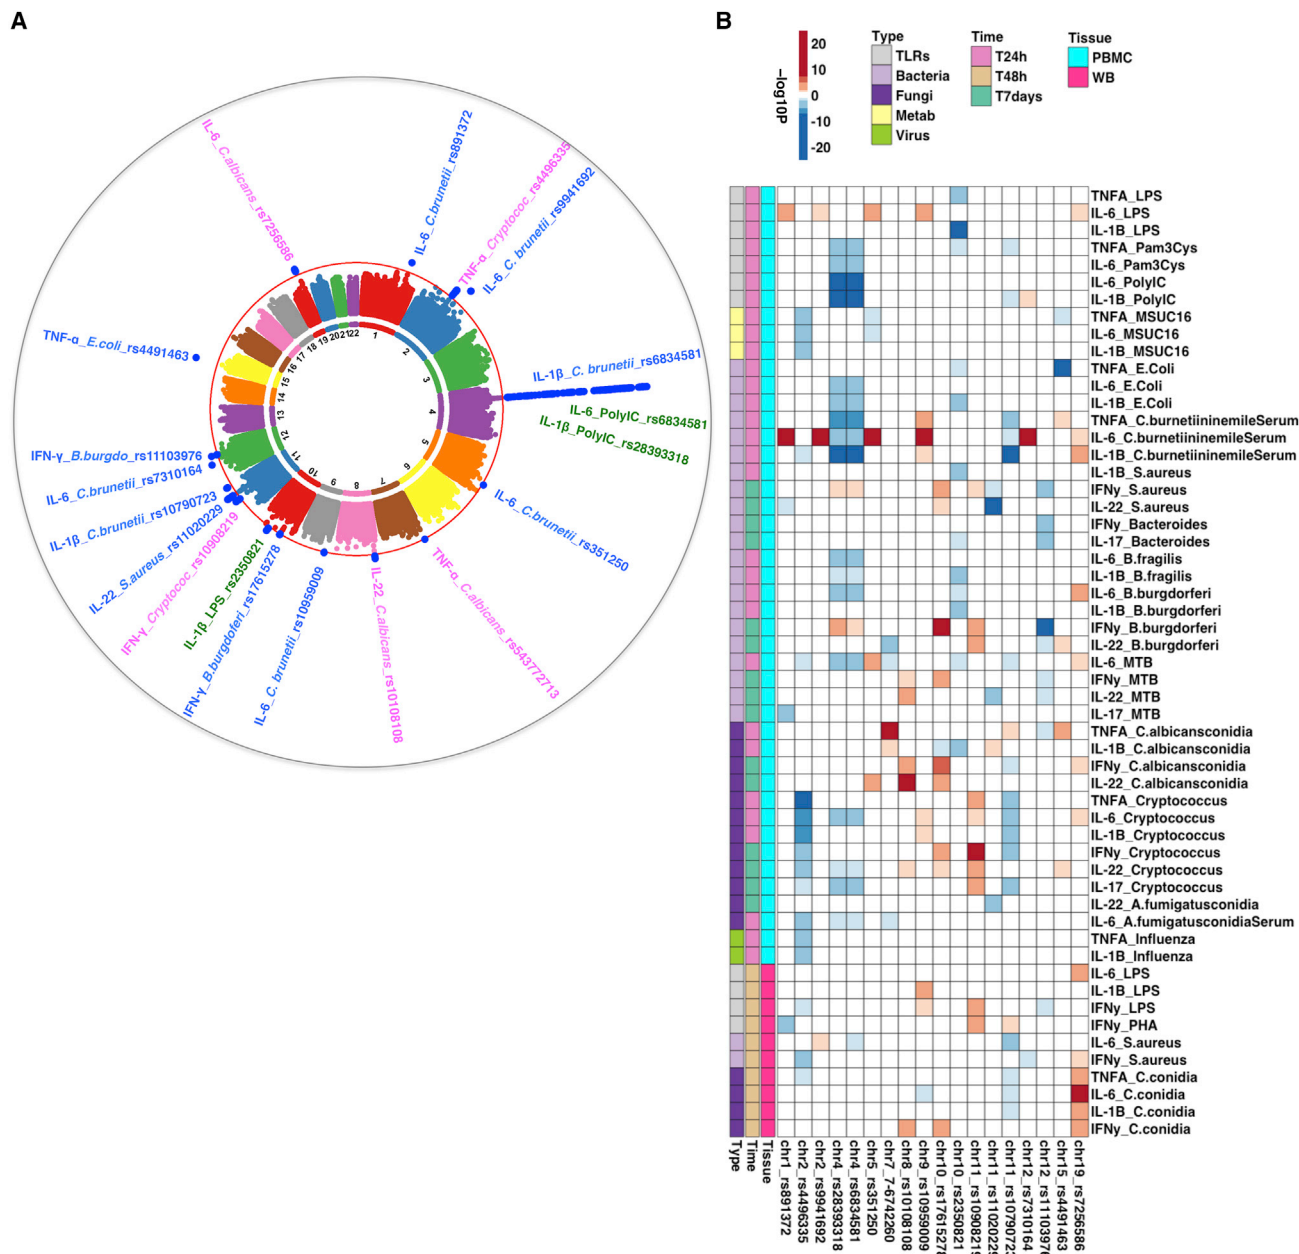 A
IL-6_C.albicans_rs7256586
IL-6_C.brunetii_rs891372
TNF-α_Cryptococ_rs4496335
IL-6_C. brunetii_rs9941692
IL-1β_C. brunetii_rs6834581
IL-6_PolyIC_rs6834581
IL-1β_PolyIC_rs28393318
IL-6_C.brunetii_rs351250
TNF-α_C.albicans_rs543772713
IL-22_C.albicans_rs10108108
IL-6_C. brunetii_rs10959009
IFN-γ_B.burgdoferi_rs17615278
IL-1β_LPS_rs2350821
IFN-γ_Cryptococ_rs10908219
IL-22_S.aureus_rs11020229
IL-1β_C.brunetii_rs10790723
IL-6_C.brunetii_rs7310164
IFN-γ_B.burgdo_rs11103976
TNF-α_E.coli_rs4491463
1
2
3
4
5
6
7
8
9
10
11
12
13
14
15
16
17
18
19
20
21
22
B
–log10P
20
10
0
-10
-20
Type
TLRs
Bacteria
Fungi
Metab
Virus
Time
T24h
T48h
T7days
Tissue
PBMC
WB
TNFA_LPS
IL-6_LPS
IL-1B_LPS
TNFA_Pam3Cys
IL-6_Pam3Cys
IL-6_PolyIC
IL-1B_PolyIC
TNFA_MSUC16
IL-6_MSUC16
IL-1B_MSUC16
TNFA_E.Coli
IL-6_E.Coli
IL-1B_E.Coli
TNFA_C.burnetiininemileSerum
IL-6_C.burnetiininemileSerum
IL-1B_C.burnetiininemileSerum
IL-1B_S.aureus
IFNy_S.aureus
IL-22_S.aureus
IFNy_Bacteroides
IL-17_Bacteroides
IL-6_B.fragilis
IL-1B_B.fragilis
IL-6_B.burgdorferi
IL-1B_B.burgdorferi
IFNy_B.burgdorferi
IL-22_B.burgdorferi
IL-6_MTB
IFNy_MTB
IL-22_MTB
IL-17_MTB
TNFA_C.albicansconidia
IL-1B_C.albicansconidia
IFNy_C.albicansconidia
IL-22_C.albicansconidia
TNFA_Cryptococcus
IL-6_Cryptococcus
IL-1B_Cryptococcus
IFNy_Cryptococcus
IL-22_Cryptococcus
IL-17_Cryptococcus
IL-22_A.fumigatusconidia
IL-6_A.fumigatusconidiaSerum
TNFA_Influenza
IL-1B_Influenza
IL-6_LPS
IL-1B_LPS
IFNy_LPS
IFNy_PHA
IL-6_S.aureus
IFNy_S.aureus
TNFA_C.conidia
IL-6_C.conidia
IL-1B_C.conidia
IFNy_C.conidia
Type
Time
Tissue
chr1_rs891372
chr2_rs4496335
chr2_rs9941692
chr4_rs28393318
chr4_rs6834581
chr5_rs351250
chr7_7-6742260
chr8_rs10108108
chr9_rs10959009
chr10_rs17615278
chr10_rs2350821
chr11_rs10908219
chr11_rs11020229
chr11_rs10790723
chr12_rs7310164
chr12_rs11103976
chr15_rs4491463
chr19_rs7256586